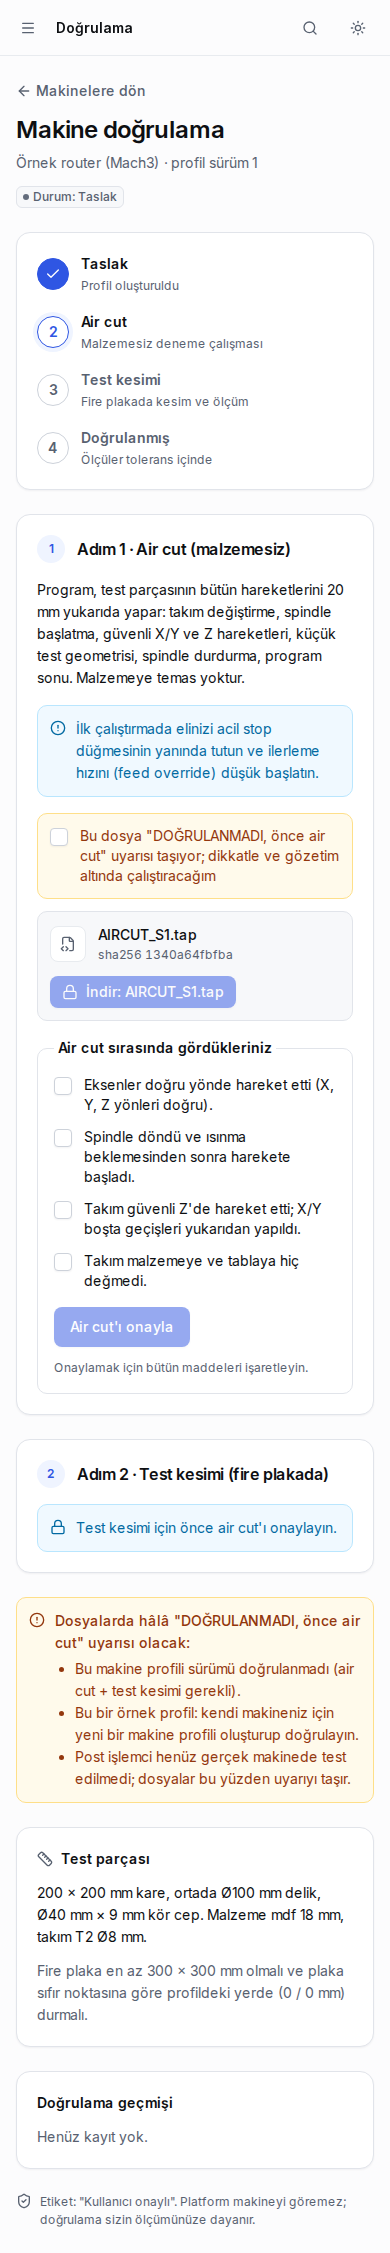 Doğrulama
Makinelere dön
Makine doğrulama
Örnek router (Mach3) · profil sürüm 1
Durum: Taslak
Taslak
Profil oluşturuldu
2
Air cut
Malzemesiz deneme çalışması
3
Test kesimi
Fire plakada kesim ve ölçüm
4
Doğrulanmış
Ölçüler tolerans içinde
1
Adım 1 · Air cut (malzemesiz)
Program, test parçasının bütün hareketlerini 20
mm yukarıda yapar: takım değiştirme, spindle
başlatma, güvenli X/Y ve Z hareketleri, küçük
test geometrisi, spindle durdurma, program
sonu. Malzemeye temas yoktur.
İlk çalıştırmada elinizi acil stop
düğmesinin yanında tutun ve ilerleme
hızını (feed override) düşük başlatın.
Bu dosya "DOĞRULANMADI, önce air
cut" uyarısı taşıyor; dikkatle ve gözetim
altında çalıştıracağım
AIRCUT_S1.tap
sha256 1340a64fbfba
İndir: AIRCUT_S1.tap
Air cut sırasında gördükleriniz
Eksenler doğru yönde hareket etti (X,
Y, Z yönleri doğru).
Spindle döndü ve ısınma
beklemesinden sonra harekete
başladı.
Takım güvenli Z'de hareket etti; X/Y
boşta geçişleri yukarıdan yapıldı.
Takım malzemeye ve tablaya hiç
değmedi.
Air cut'ı onayla
Onaylamak için bütün maddeleri işaretleyin.
2
Adım 2 · Test kesimi (fire plakada)
Test kesimi için önce air cut'ı onaylayın.
Dosyalarda hâlâ "DOĞRULANMADI, önce air
cut" uyarısı olacak:
• Bu makine profili sürümü doğrulanmadı (air
cut + test kesimi gerekli).
• Bu bir örnek profil: kendi makineniz için
yeni bir makine profili oluşturup doğrulayın.
• Post işlemci henüz gerçek makinede test
edilmedi; dosyalar bu yüzden uyarıyı taşır.
Test parçası
200 × 200 mm kare, ortada Ø100 mm delik,
Ø40 mm × 9 mm kör cep. Malzeme mdf 18 mm,
takım T2 Ø8 mm.
Fire plaka en az 300 × 300 mm olmalı ve plaka
sıfır noktasına göre profildeki yerde (0 / 0 mm)
durmalı.
Doğrulama geçmişi
Henüz kayıt yok.
Etiket: "Kullanıcı onaylı". Platform makineyi göremez;
doğrulama sizin ölçümünüze dayanır.